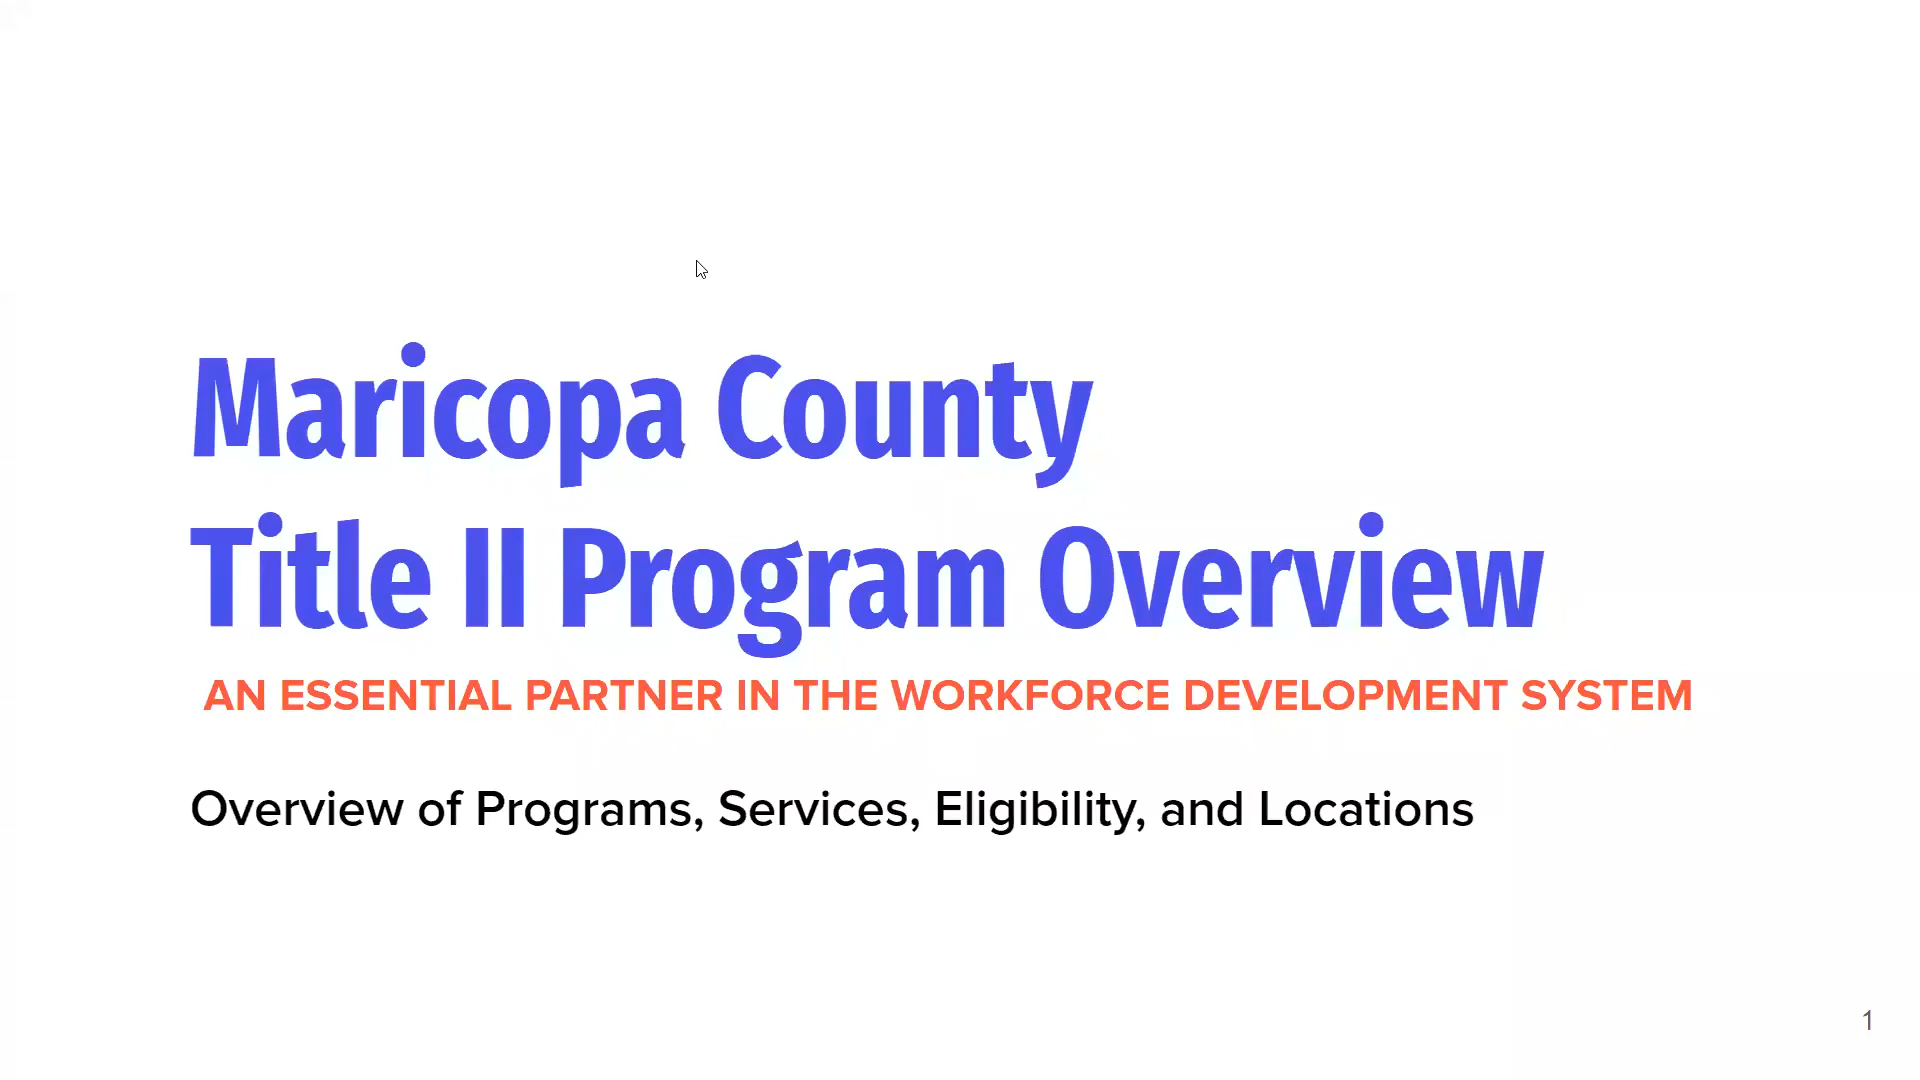 Maricopa County
Title II Program Overview
AN ESSENTIAL PARTNER IN THE WORKFORCE DEVELOPMENT SYSTEM
Overview of Programs, Services, Eligibility, and Locations
1